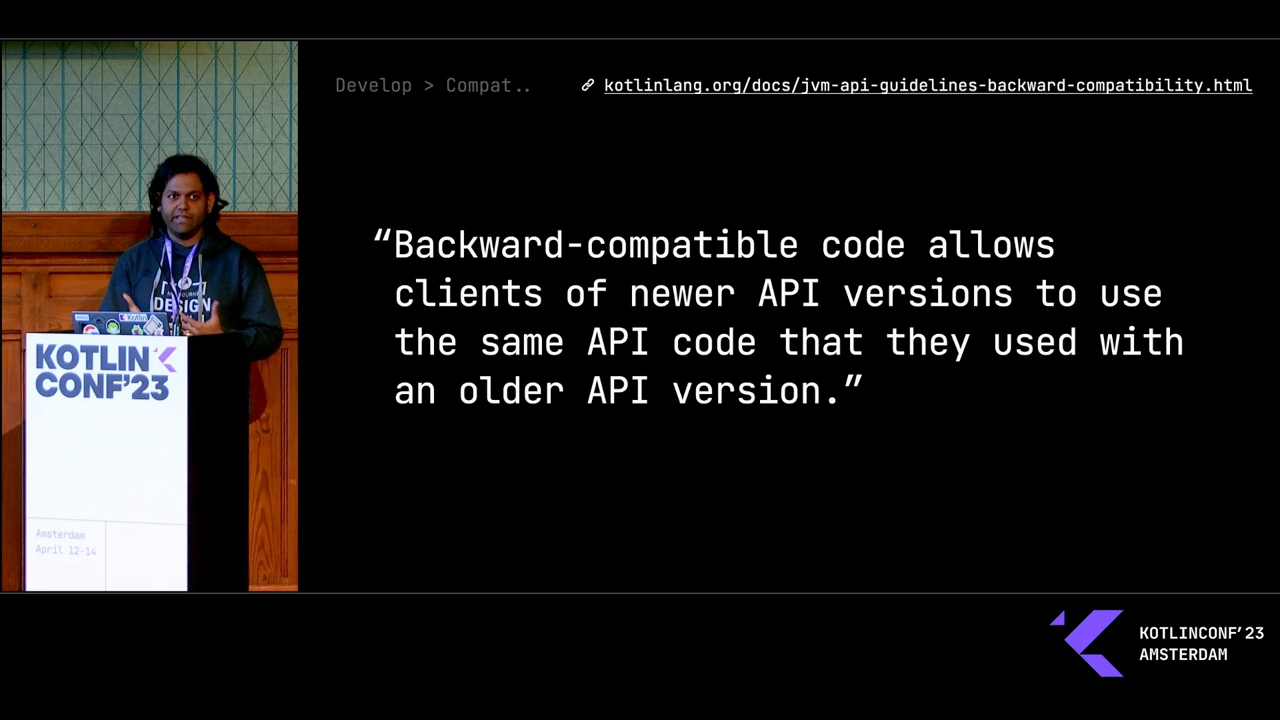 Develop > Compat..
kotlinlang.org/docs/jvm-api-guidelines-backward-compatibility.html
“Backward-compatible code allows
clients of newer API versions to use
the same API code that they used with
an older API version.”
DESIGN
Kotlin
KOTLIN
CONF'23
Amsterdam
April 12-14
KOTLINCONF'23
AMSTERDAM